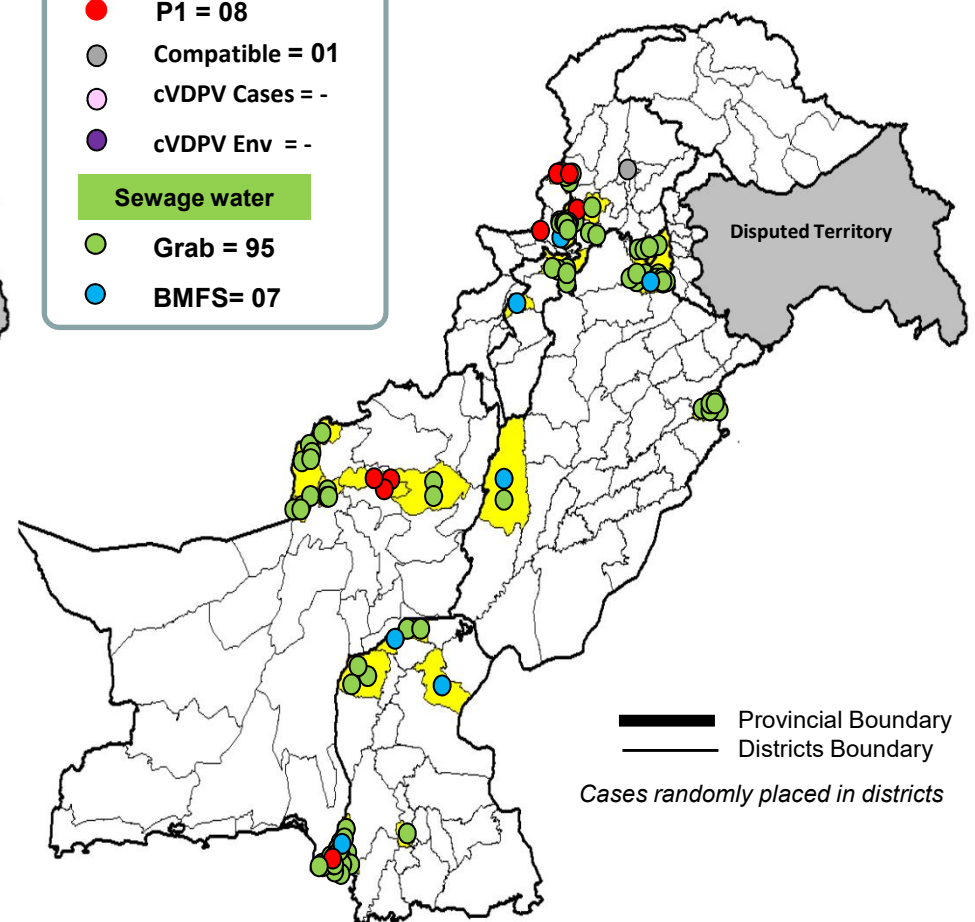 P1 = 08
Compatible = 01
cVDPV Cases = -
cVDPV Env = -
Sewage water
Grab = 95
BMFS= 07
Disputed Territory
Provincial Boundary
Districts Boundary
Cases randomly placed in districts